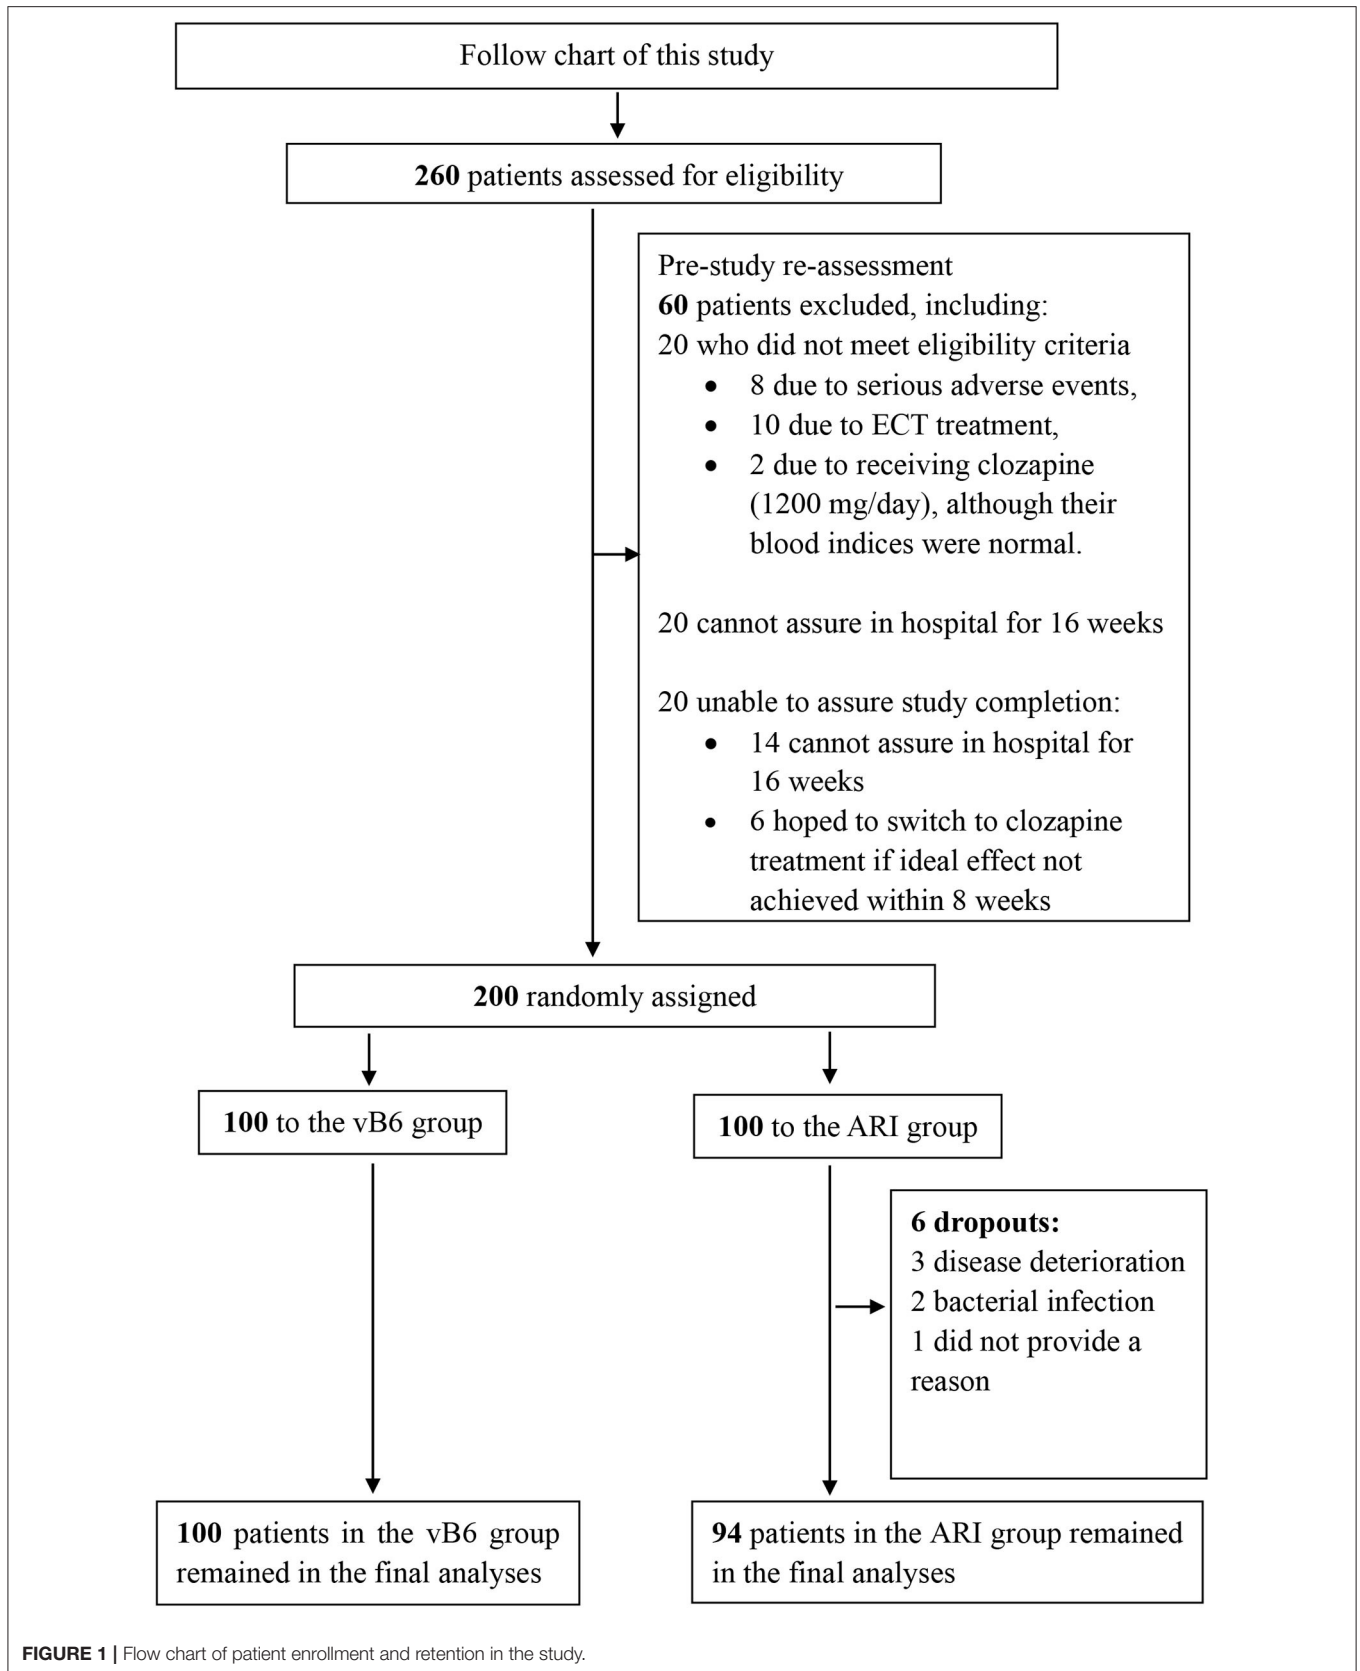 Follow chart of this study
260 patients assessed for eligibility
Pre-study re-assessment
60 patients excluded, including:
20 who did not meet eligibility criteria
• 8 due to serious adverse events,
• 10 due to ECT treatment,
• 2 due to receiving clozapine
(1200 mg/day), although their
blood indices were normal.
20 cannot assure in hospital for 16 weeks
20 unable to assure study completion:
• 14 cannot assure in hospital for
16 weeks
• 6 hoped to switch to clozapine
treatment if ideal effect not
achieved within 8 weeks
200 randomly assigned
100 to the vB6 group
100 to the ARI group
6 dropouts:
3 disease deterioration
2 bacterial infection
1 did not provide a
reason
100 patients in the vB6 group
remained in the final analyses
94 patients in the ARI group remained
in the final analyses
FIGURE 1 | Flow chart of patient enrollment and retention in the study.